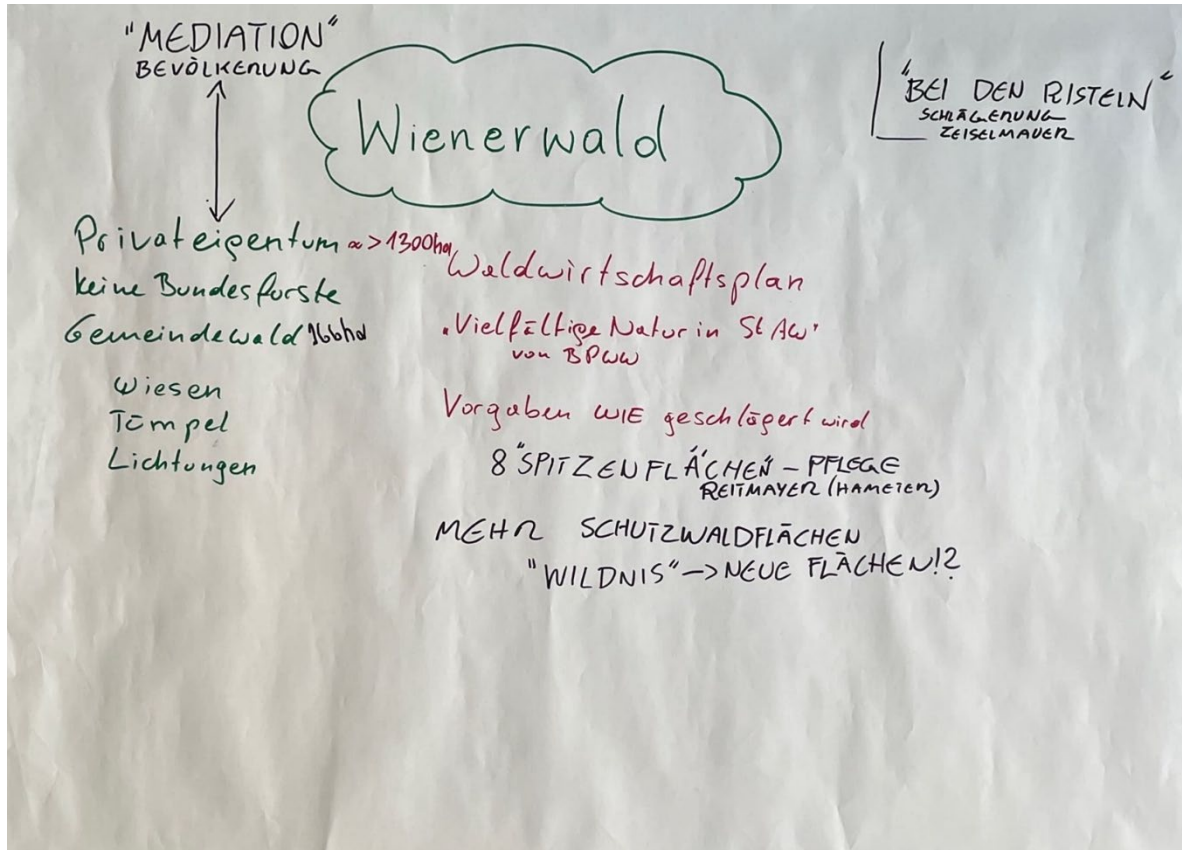 "MEDIATION"
BEVÖLKERUNG
Wienerwald
"BEI DEN RISTELN"
SCHLÄGERUNG
ZEISELMAUER
Privateigentum ~>1300ha
keine Bundesforste
Gemeindewald 166ha
Wiesen
Tümpel
Lichtungen
Waldwirtschaftsplan
"Vielfältige Natur in St AW"
von BPWW
Vorgaben WIE geschlägert wird
8 "SPITZENFLÄCHEN" - PFLEGE
REITMAYER (HAMETER)
MEHR SCHUTZWALDFLÄCHEN
"WILDNIS" -> NEUE FLÄCHEN!?